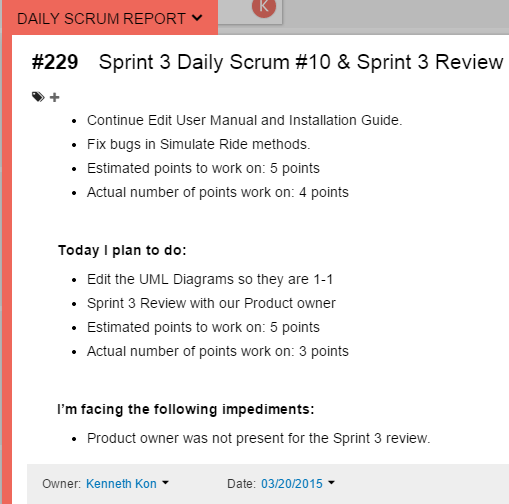 DAILY SCRUM REPORT
K
#229 Sprint 3 Daily Scrum #10 & Sprint 3 Review
• Continue Edit User Manual and Installation Guide.
• Fix bugs in Simulate Ride methods.
• Estimated points to work on: 5 points
• Actual number of points work on: 4 points
Today I plan to do:
• Edit the UML Diagrams so they are 1-1
• Sprint 3 Review with our Product owner
• Estimated points to work on: 5 points
• Actual number of points work on: 3 points
I'm facing the following impediments:
• Product owner was not present for the Sprint 3 review.
Owner: Kenneth Kon Date: 03/20/2015